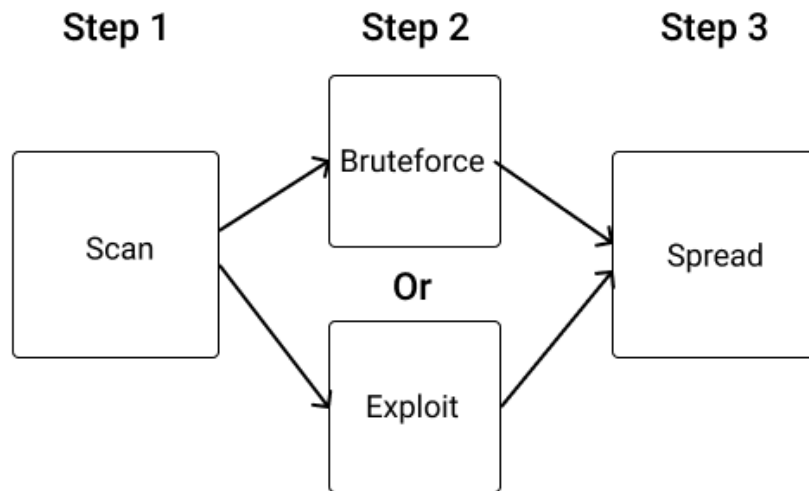 Step 1
Step 2
Step 3
Scan
Bruteforce
Or
Exploit
Spread